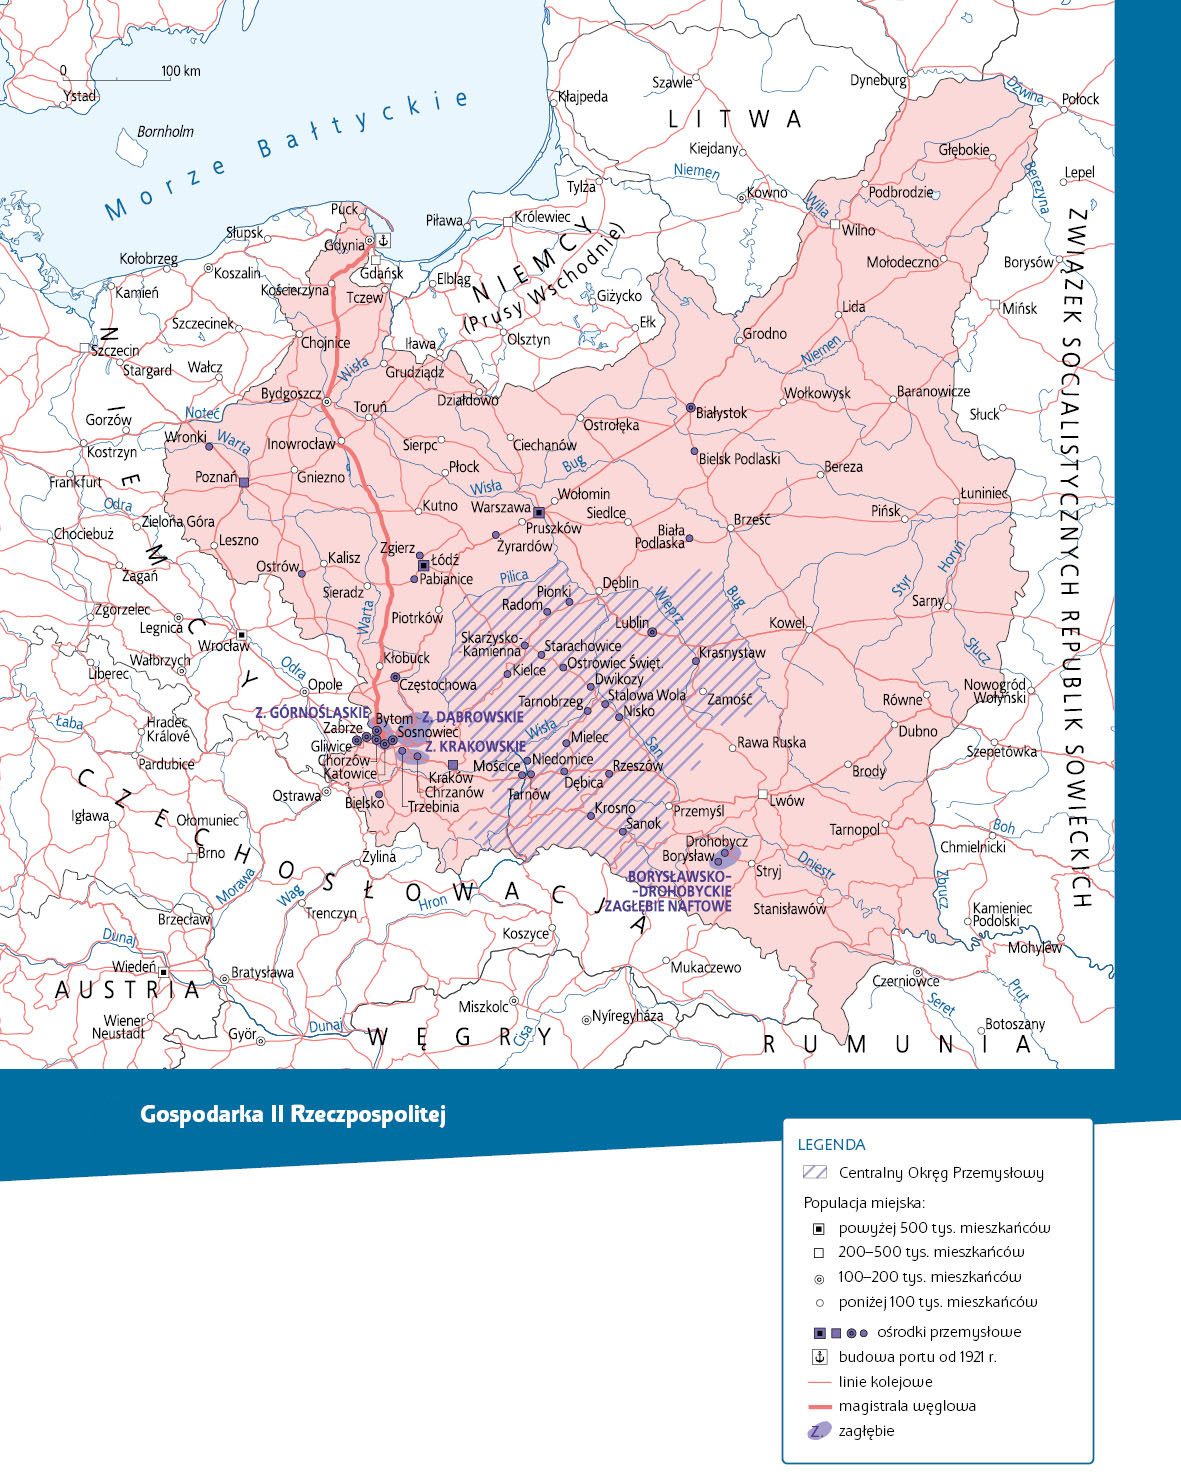 0 100 km
Ystad
Bornholm
Morze Bałtyckie
Kłajpeda
Szawle
Dyneburg
Dźwina
Połock
LITWA
Kiejdany
Głębokie
Niemen
Kowno
Tylża
Wilia
Podbrodzie
Berezyna
Lepel
Puck
Piława
Królewiec
Wilno
Słupsk
Gdynia
Mołodeczno
Borysów
Kołobrzeg
Koszalin
Gdańsk
Elbląg
NIEMCY
(Prusy Wschodnie)
Kamień
Kościerzyna
Tczew
Giżycko
Lida
Mińsk
Szczecinek
Chojnice
Ełk
Grodno
Szczecin
Iława
Olsztyn
Niemen
Stargard
Wałcz
Wisła
Grudziądz
Bydgoszcz
Toruń
Działdowo
Wołkowysk
Baranowicze
Białystok
Słuck
Gorzów
Noteć
Ostrołęka
Wronki
Warta
Inowrocław
Sierpc
Ciechanów
Kostrzyn
Bielsk Podlaski
Bug
Płock
Bereza
Frankfurt
Poznań
Gniezno
Wisła
Wołomin
Łuniniec
Odra
Kutno
Warszawa
Siedlce
Pińsk
Zielona Góra
Pruszków
Brześć
Chociebuż
Leszno
Biała
Podlaska
Zgierz
Żyrardów
Kalisz
Łódź
Horyń
Ostrów
Pabianice
Żagań
Pilica
Dęblin
Styr
Sieradz
Pionki
Bug
Radom
Wieprz
Sarny
Zgorzelec
Warta
Piotrków
Legnica
Lublin
Kowel
Wrocław
Skarżysko-
-Kamienna
Starachowice
Słucz
Wałbrzych
Kłobuck
Ostrowiec Święt.
Krasnystaw
Liberec
Odra
Kielce
Dwikozy
Opole
Częstochowa
Nowogród
Wołyński
Tarnobrzeg
Stalowa Wola
Zamość
Równe
Nisko
NIEMCY
Z. GÓRNOŚLĄSKIE
Bytom
Z. DĄBROWSKIE
Łaba
Hradec
Králové
Zabrze
Sosnowiec
Wisła
Dubno
Gliwice
Z. KRAKOWSKIE
Mielec
San
Rawa Ruska
Szepetówka
Pardubice
Chorzów
Mościce
Niedomice
Katowice
Kraków
Rzeszów
Brody
Ostrawa
Chrzanów
Tarnów
Dębica
Bielsko
Trzebinia
Krosno
Przemyśl
Lwów
Igława
Ołomuniec
Sanok
Tarnopol
Boh
Drohobycz
Chmielnicki
Brno
Żylina
Borysław
Stryj
Dniestr
BORYSŁAWSKO-
-DROHOBYCKIE
ZAGŁĘBIE NAFTOWE
Morawa
Wag
Zbrucz
CZECHOSŁOWACJA
Hron
Brzecław
Trenczyn
Stanisławów
Kamieniec
Podolski
Dunaj
Koszyce
Mohylew
Wiedeń
Bratysława
Mukaczewo
Czerniowce
AUSTRIA
Prut
Miszkolc
Seret
Wiener
Neustadt
Nyíregyháza
Botoszany
Györ
Dunaj
Cisa
WĘGRY
RUMUNIA
ZWIĄZEK SOCJALISTYCZNYCH REPUBLIK SOWIECKICH
Gospodarka II Rzeczpospolitej
LEGENDA
Centralny Okręg Przemysłowy
Populacja miejska:
powyżej 500 tys. mieszkańców
200–500 tys. mieszkańców
100–200 tys. mieszkańców
poniżej 100 tys. mieszkańców
ośrodki przemysłowe
budowa portu od 1921 r.
linie kolejowe
magistrala węglowa
Z. zagłębie